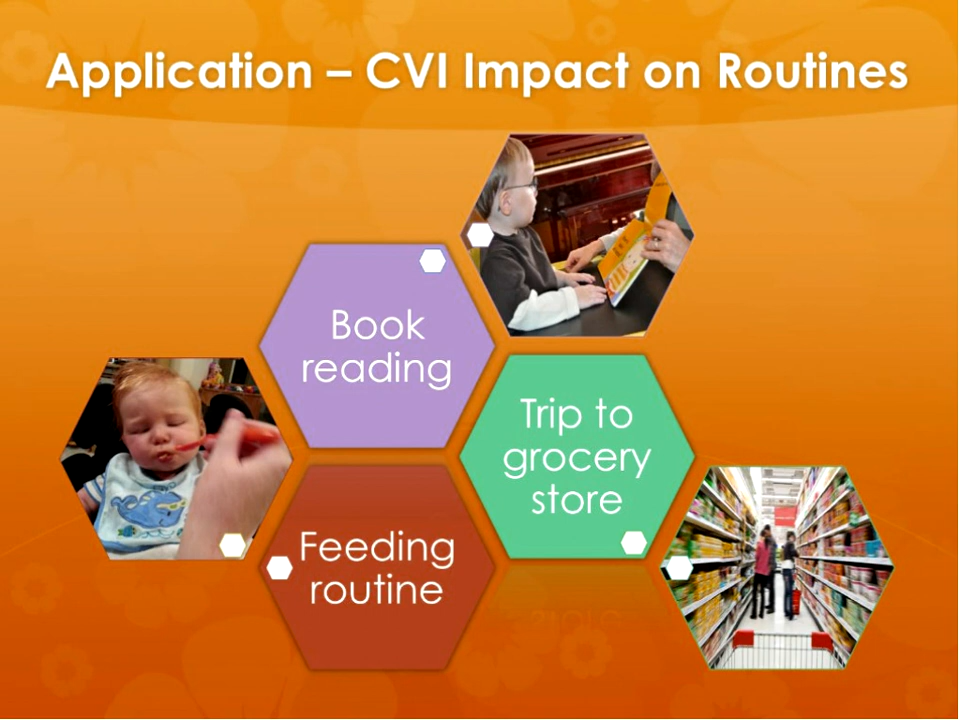 Application – CVI Impact on Routines
Book
reading
Trip to
grocery
store
Feeding
routine